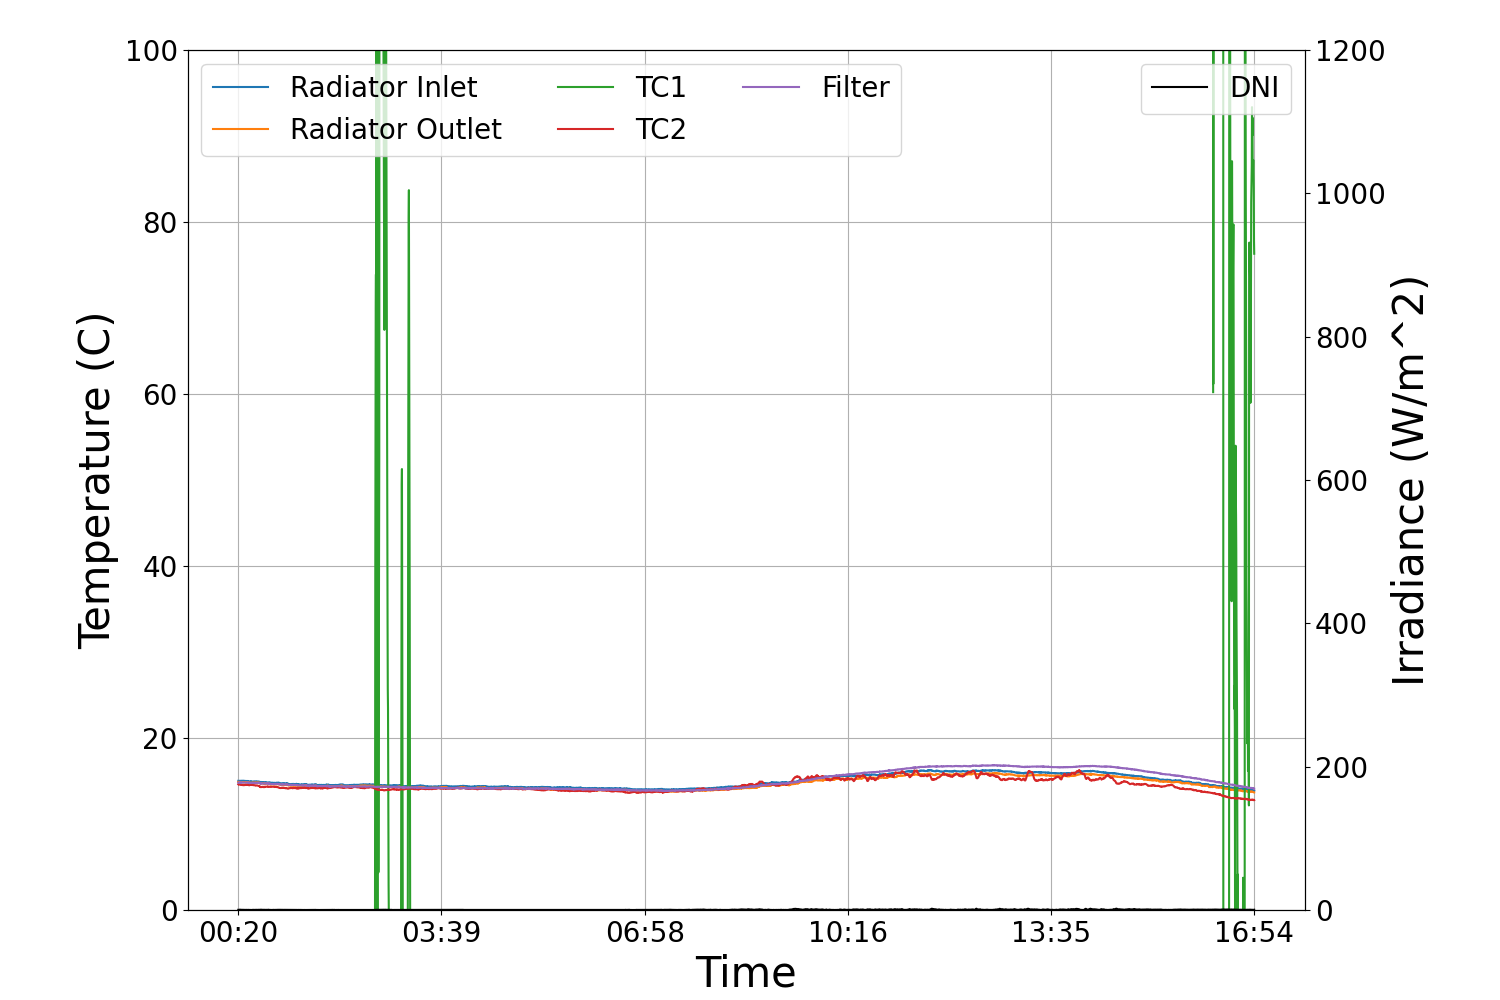 100
80
60
40
20
0
Temperature (C)
Radiator Inlet
Radiator Outlet
TC1
TC2
Filter
DNI
1200
1000
800
600
400
200
0
Irradiance (W/m^2)
00:20 03:39 06:58 10:16 13:35 16:54
Time